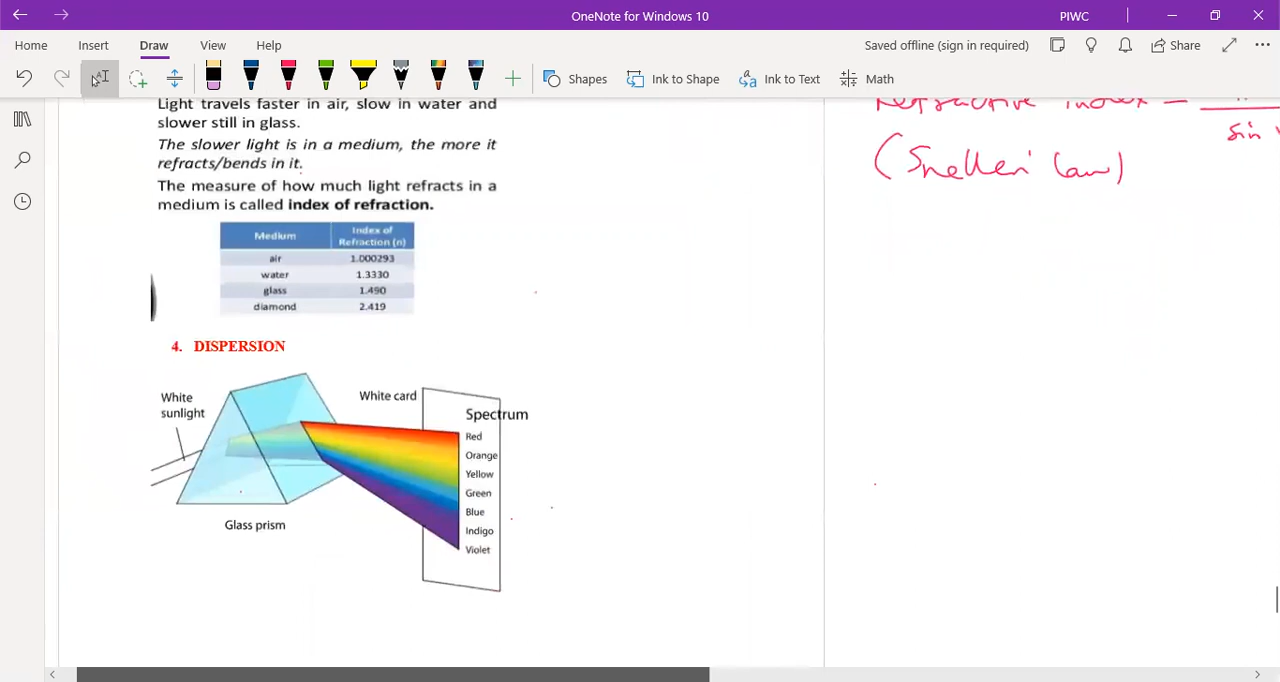 OneNote for Windows 10
PIWC
Home Insert Draw View Help
Saved offline (sign in required)
Share
Shapes
Ink to Shape
Ink to Text
Math
Light travels faster in air, slow in water and
slower still in glass.
The slower light is in a medium, the more it
refracts/bends in it.
The measure of how much light refracts in a
medium is called index of refraction.
Medium Index of
Refraction (n)
air 1.000293
water 1.3330
glass 1.490
diamond 2.419
4. DISPERSION
White
sunlight
White card
Spectrum
Red
Orange
Yellow
Green
Blue
Indigo
Violet
Glass prism
Refractive index =
sin
law)